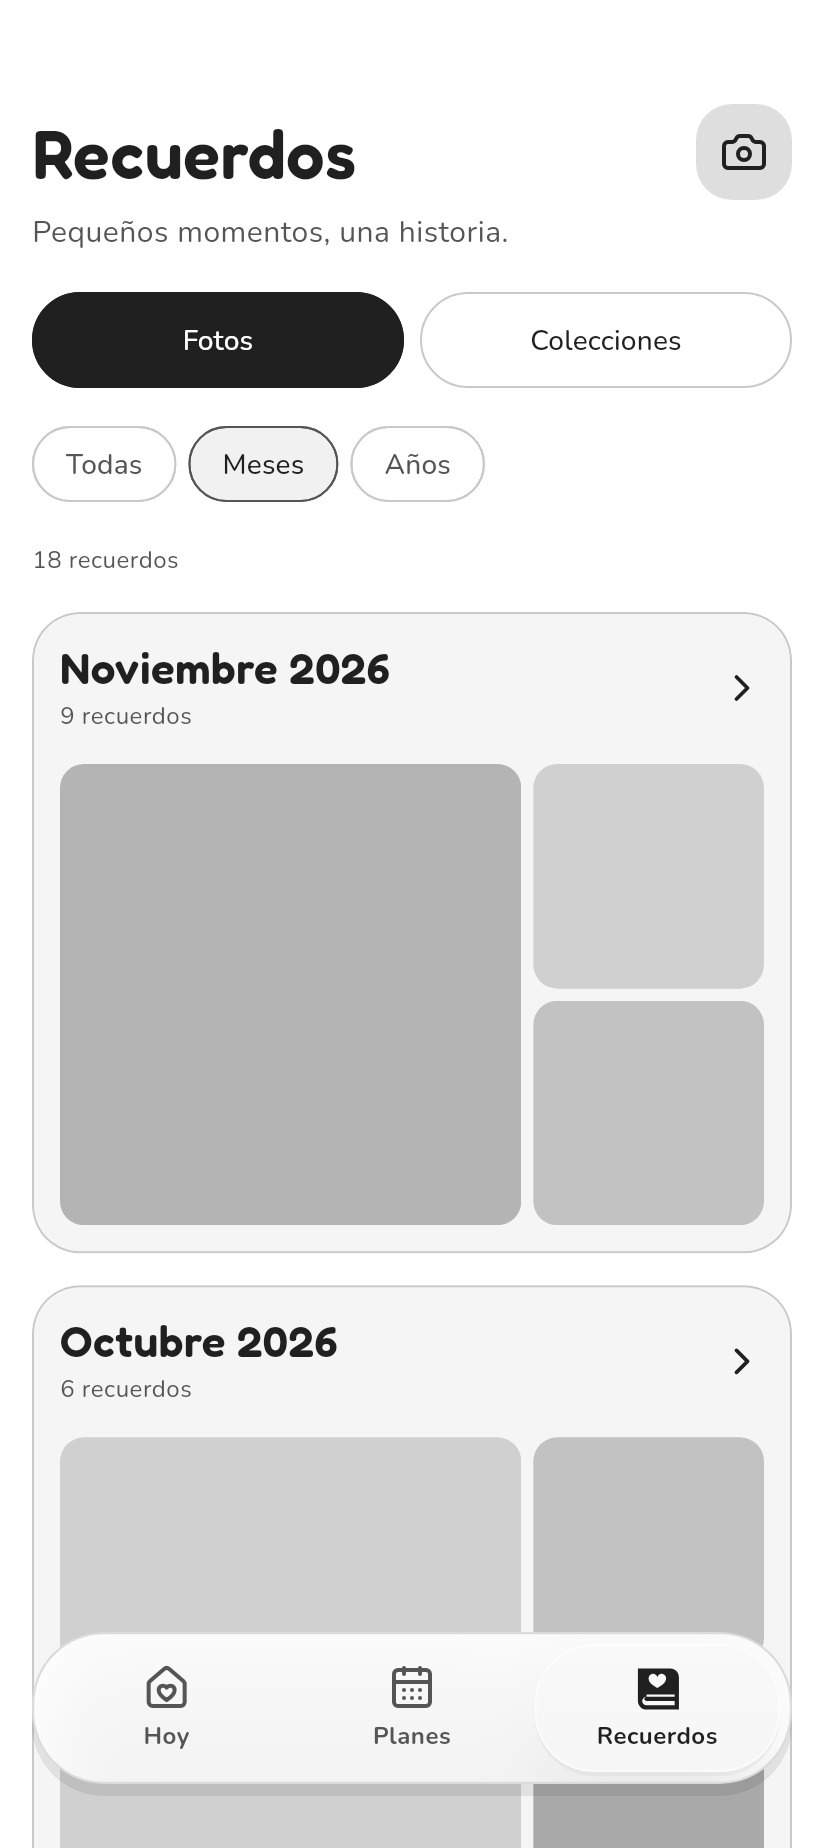 Recuerdos
Pequeños momentos, una historia.
Fotos
Colecciones
Todas
Meses
Años
18 recuerdos
Noviembre 2026
9 recuerdos
Octubre 2026
6 recuerdos
Hoy
Planes
Recuerdos